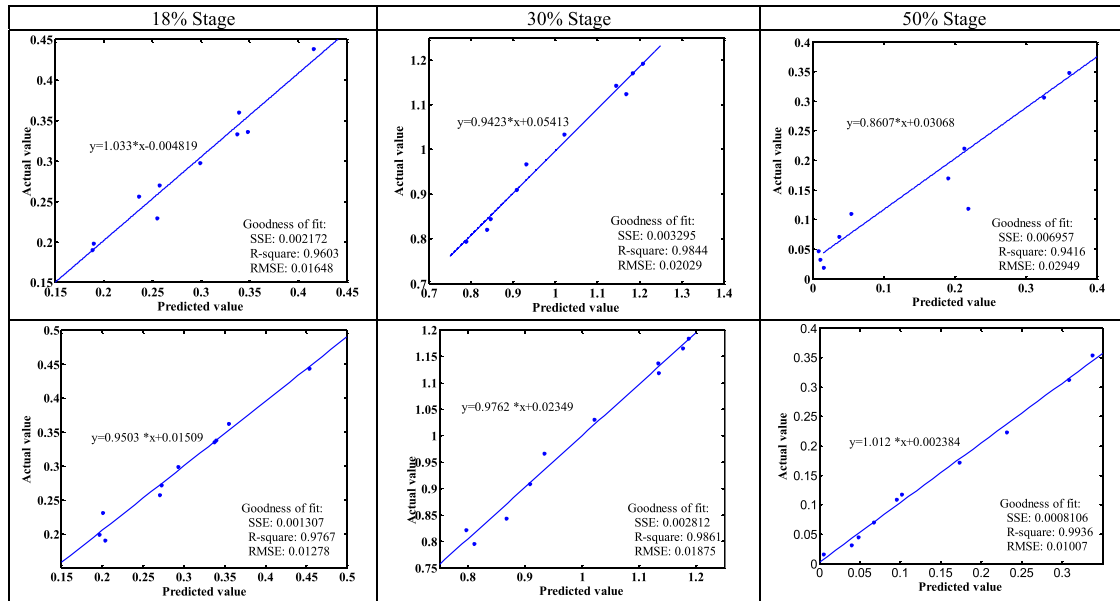 18% Stage
30% Stage
50% Stage
0.45
0.4
0.35
0.3
0.25
0.2
0.15
Actual value
y=1.033*x-0.004819
Goodness of fit:
SSE: 0.002172
R-square: 0.9603
RMSE: 0.01648
0.15 0.2 0.25 0.3 0.35 0.4 0.45
Predicted value
1.2
1.1
1
0.9
0.8
0.7
Actual value
y=0.9423*x+0.05413
Goodness of fit:
SSE: 0.003295
R-square: 0.9844
RMSE: 0.02029
0.7 0.8 0.9 1 1.1 1.2 1.3 1.4
Predicted value
0.4
0.35
0.3
0.25
0.2
0.15
0.1
0.05
0
Actual value
y=0.8607*x+0.03068
Goodness of fit:
SSE: 0.006957
R-square: 0.9416
RMSE: 0.02949
0 0.1 0.2 0.3 0.4
Predicted value
0.5
0.45
0.4
0.35
0.3
0.25
0.2
0.15
Actual value
y=0.9503 *x+0.01509
Goodness of fit:
SSE: 0.001307
R-square: 0.9767
RMSE: 0.01278
0.15 0.2 0.25 0.3 0.35 0.4 0.45 0.5
Predicted value
1.2
1.15
1.1
1.05
1
0.95
0.9
0.85
0.8
0.75
Actual value
y=0.9762 *x+0.02349
Goodness of fit:
SSE: 0.002812
R-square: 0.9861
RMSE: 0.01875
0.8 0.9 1 1.1 1.2
Predicted value
0.4
0.35
0.3
0.25
0.2
0.15
0.1
0.05
0
Actual value
y=1.012 *x+0.002384
Goodness of fit:
SSE: 0.0008106
R-square: 0.9936
RMSE: 0.01007
0 0.05 0.1 0.15 0.2 0.25 0.3
Predicted value